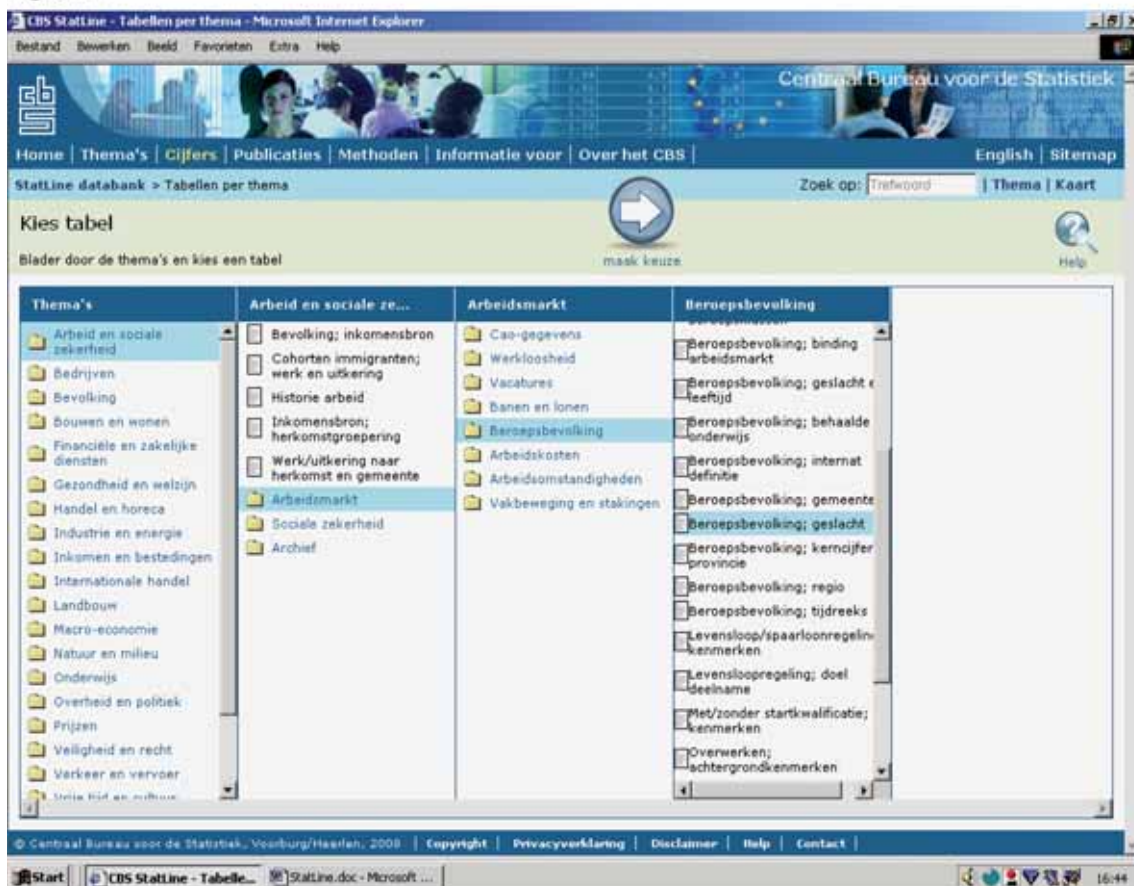 CBS StatLine - Tabellen per thema - Microsoft Internet Explorer
Bestand Bewerken Beeld Favorieten Extra Help
cbs
Centraal Bureau voor de Statistiek
Home | Thema's | Cijfers | Publicaties | Methoden | Informatie voor | Over het CBS |
English | Sitemap
StatLine databank > Tabellen per thema
Zoek op: Trefwoord | Thema | Kaart
Kies tabel
Blader door de thema's en kies een tabel
maak keuze
Help
Thema's
Arbeid en sociale
zekerheid
Bedrijven
Bevolking
Bouwen en wonen
Financiële en zakelijke
diensten
Gezondheid en welzijn
Handel en horeca
Industrie en energie
Inkomen en bestedingen
Internationale handel
Landbouw
Macro-economie
Natuur en milieu
Onderwijs
Overheid en politiek
Prijzen
Veiligheid en recht
Verkeer en vervoer
Arbeid en sociale ze...
Bevolking; inkomensbron
Cohorten immigranten;
werk en uitkering
Historie arbeid
Inkomensbron;
herkomstgroepering
Werk/uitkering naar
herkomst en gemeente
Arbeidsmarkt
Sociale zekerheid
Archief
Arbeidsmarkt
Cao-gegevens
Werkloosheid
Vacatures
Banen en lonen
Beroepsbevolking
Arbeidskosten
Arbeidsomstandigheden
Vakbeweging en stakingen
Beroepsbevolking
Beroepsbevolking; binding
arbeidsmarkt
Beroepsbevolking; geslacht e
leeftijd
Beroepsbevolking; behaalde
onderwijs
Beroepsbevolking; internat
definitie
Beroepsbevolking; gemeente
Beroepsbevolking; geslacht
Beroepsbevolking; kerncijfer
provincie
Beroepsbevolking; regio
Beroepsbevolking; tijdreeks
Levensloop/spaarloonregelin
kenmerken
Levensloopregeling; doel
deelname
Met/zonder startkwalificatie;
kenmerken
Overwerken;
achtergrondkenmerken
© Centraal Bureau voor de Statistiek, Voorburg/Heerlen, 2008 | Copyright | Privacyverklaring | Disclaimer | Help | Contact |
Start
CBS StatLine - Tabelle...
StatLine.doc - Microsoft ...
16:44